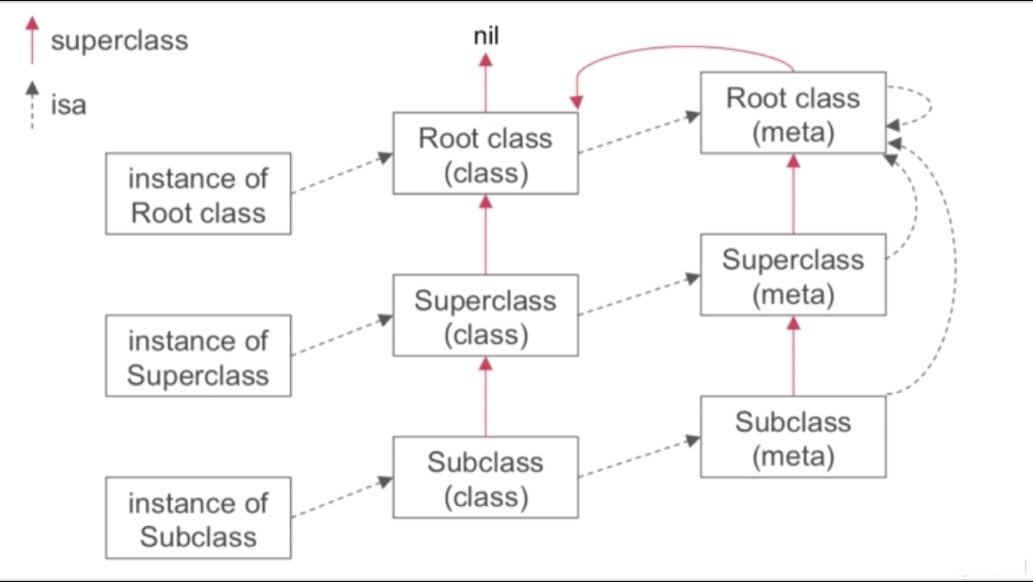 superclass
isa
nil
Root class
(class)
Root class
(meta)
instance of
Root class
Superclass
(class)
Superclass
(meta)
instance of
Superclass
Subclass
(class)
Subclass
(meta)
instance of
Subclass